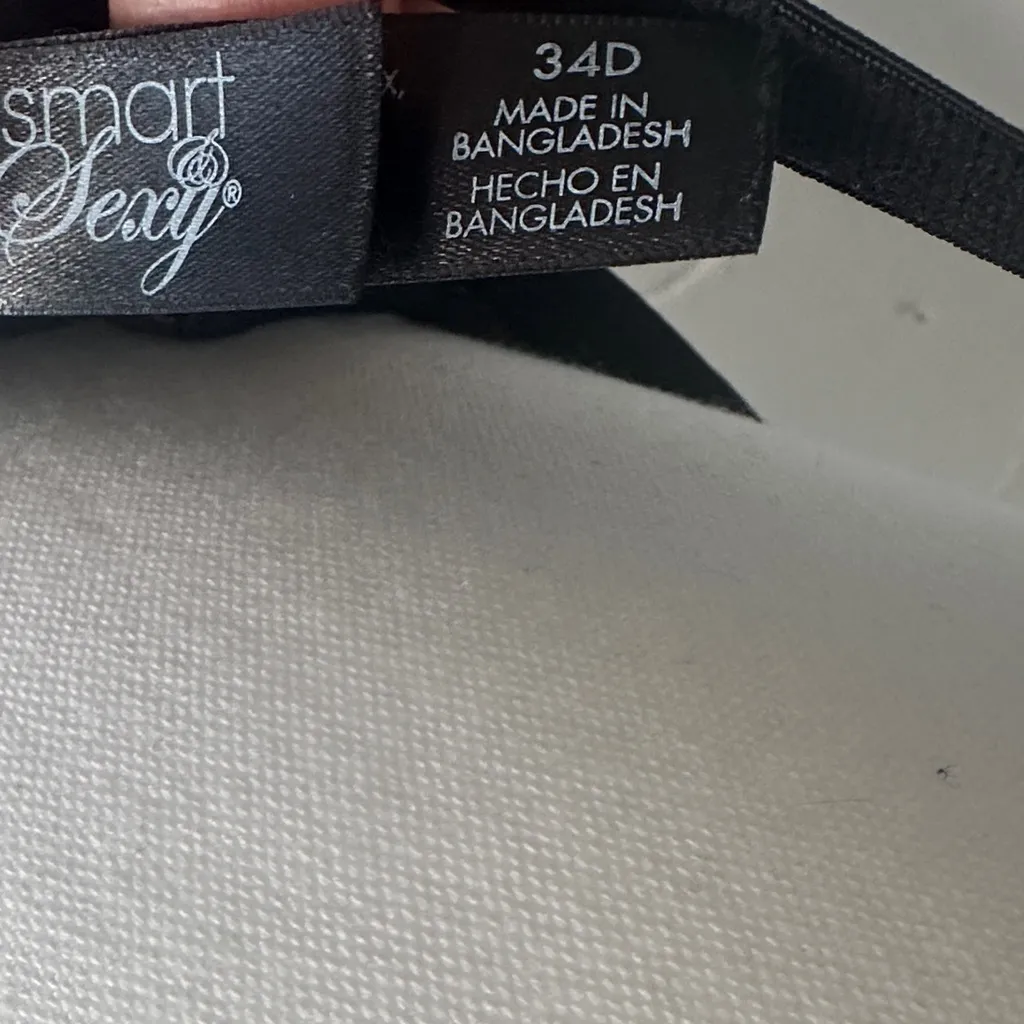 smart
&
Sexy®
34D
MADE IN
BANGLADESH
HECHO EN
BANGLADESH